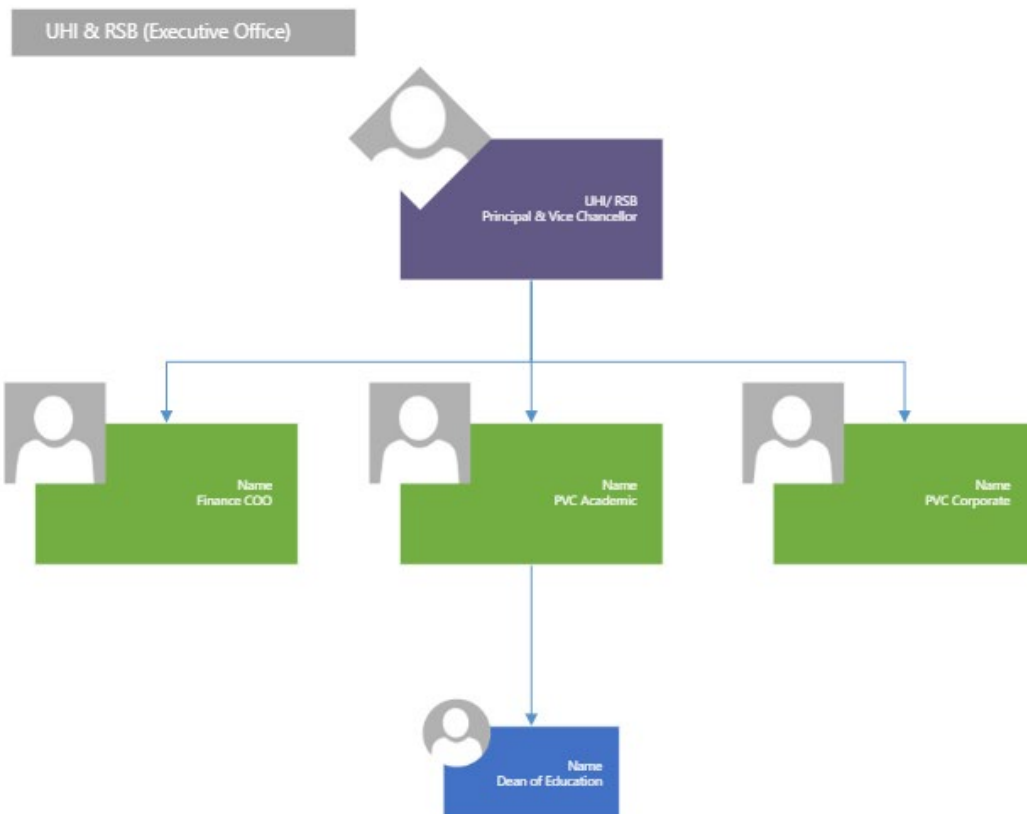 UHI & RSB (Executive Office)
UHI/ RSB
Principal & Vice Chancellor
Name
Finance COO
Name
PVC Academic
Name
PVC Corporate
Name
Dean of Education